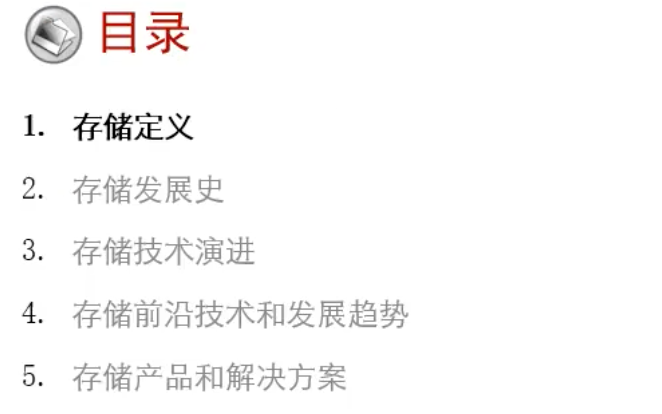 目录
1. 存储定义
2. 存储发展史
3. 存储技术演进
4. 存储前沿技术和发展趋势
5. 存储产品和解决方案